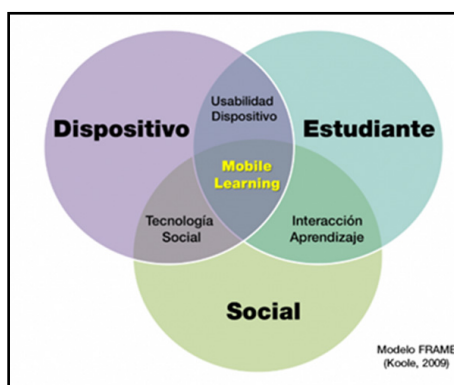 Usabilidad
Dispositivo
Dispositivo
Estudiante
Mobile
Learning
Tecnología
Social
Interacción
Aprendizaje
Social
Modelo FRAME
(Koole, 2009)